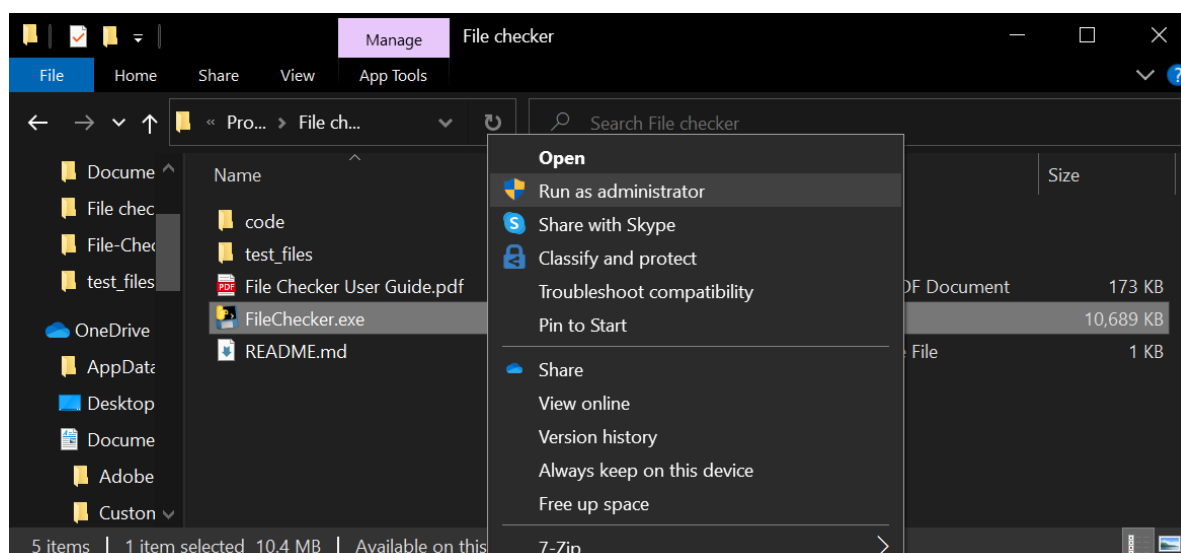 Manage File checker
File Home Share View App Tools
« Pro... > File ch... Search File checker
Docume
File chec
File-Chec
test_files
OneDrive
AppData
Desktop
Docume
Adobe
Custon
Name Size
code
test_files
File Checker User Guide.pdf DF Document 173 KB
FileChecker.exe 10,689 KB
README.md File 1 KB
Open
Run as administrator
Share with Skype
Classify and protect
Troubleshoot compatibility
Pin to Start
Share
View online
Version history
Always keep on this device
Free up space
7-Zip
5 items | 1 item selected 10.4 MB | Available on this